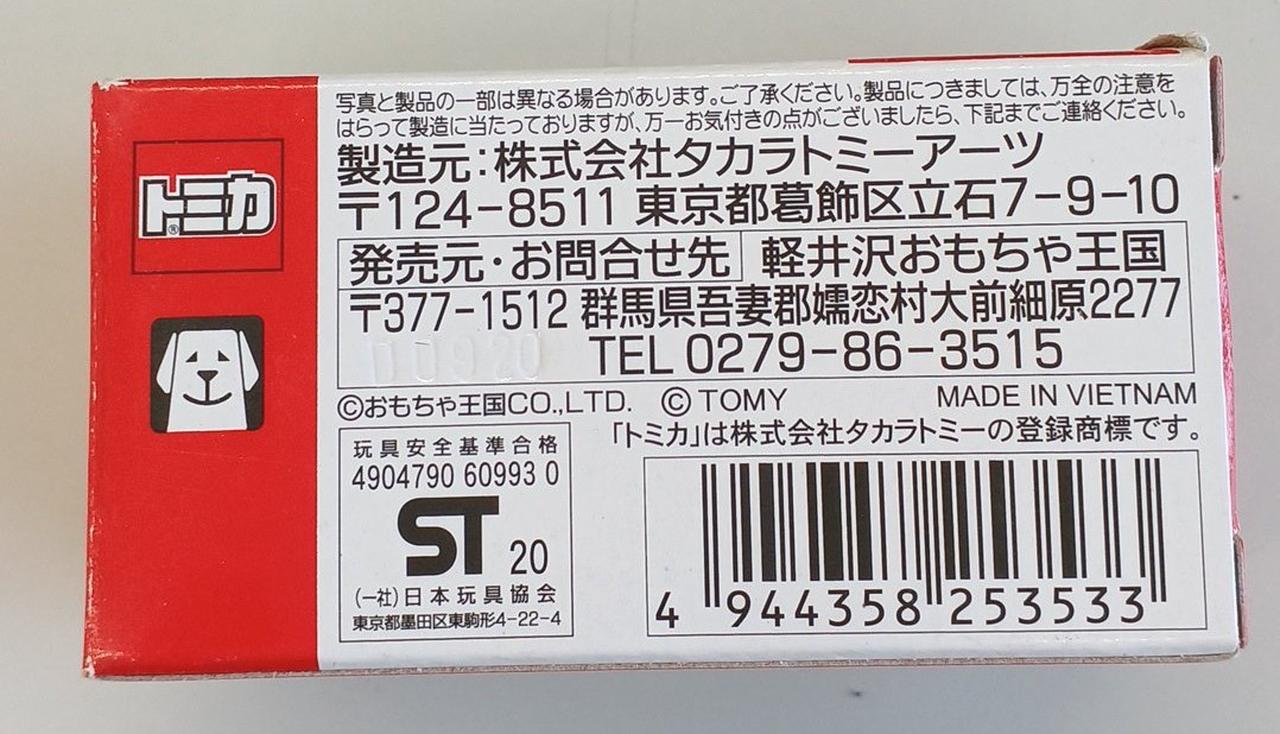 トミカ
®
写真と製品の一部は異なる場合があります。ご了承ください。製品につきましては、万全の注意を
はらって製造に当たっておりますが、万一お気付きの点がございましたら、下記までご連絡ください。
製造元：株式会社タカラトミーアーツ
〒124-8511 東京都葛飾区立石7-9-10
発売元・お問合せ先 軽井沢おもちゃ王国
〒377-1512 群馬県吾妻郡嬬恋村大前細原2277
TEL 0279-86-3515
©おもちゃ王国CO.,LTD. © TOMY MADE IN VIETNAM
「トミカ」は株式会社タカラトミーの登録商標です。
玩具安全基準合格
4904790 60993 0
ST 20
(一社)日本玩具協会
東京都墨田区東駒形4-22-4
4 944358 253533